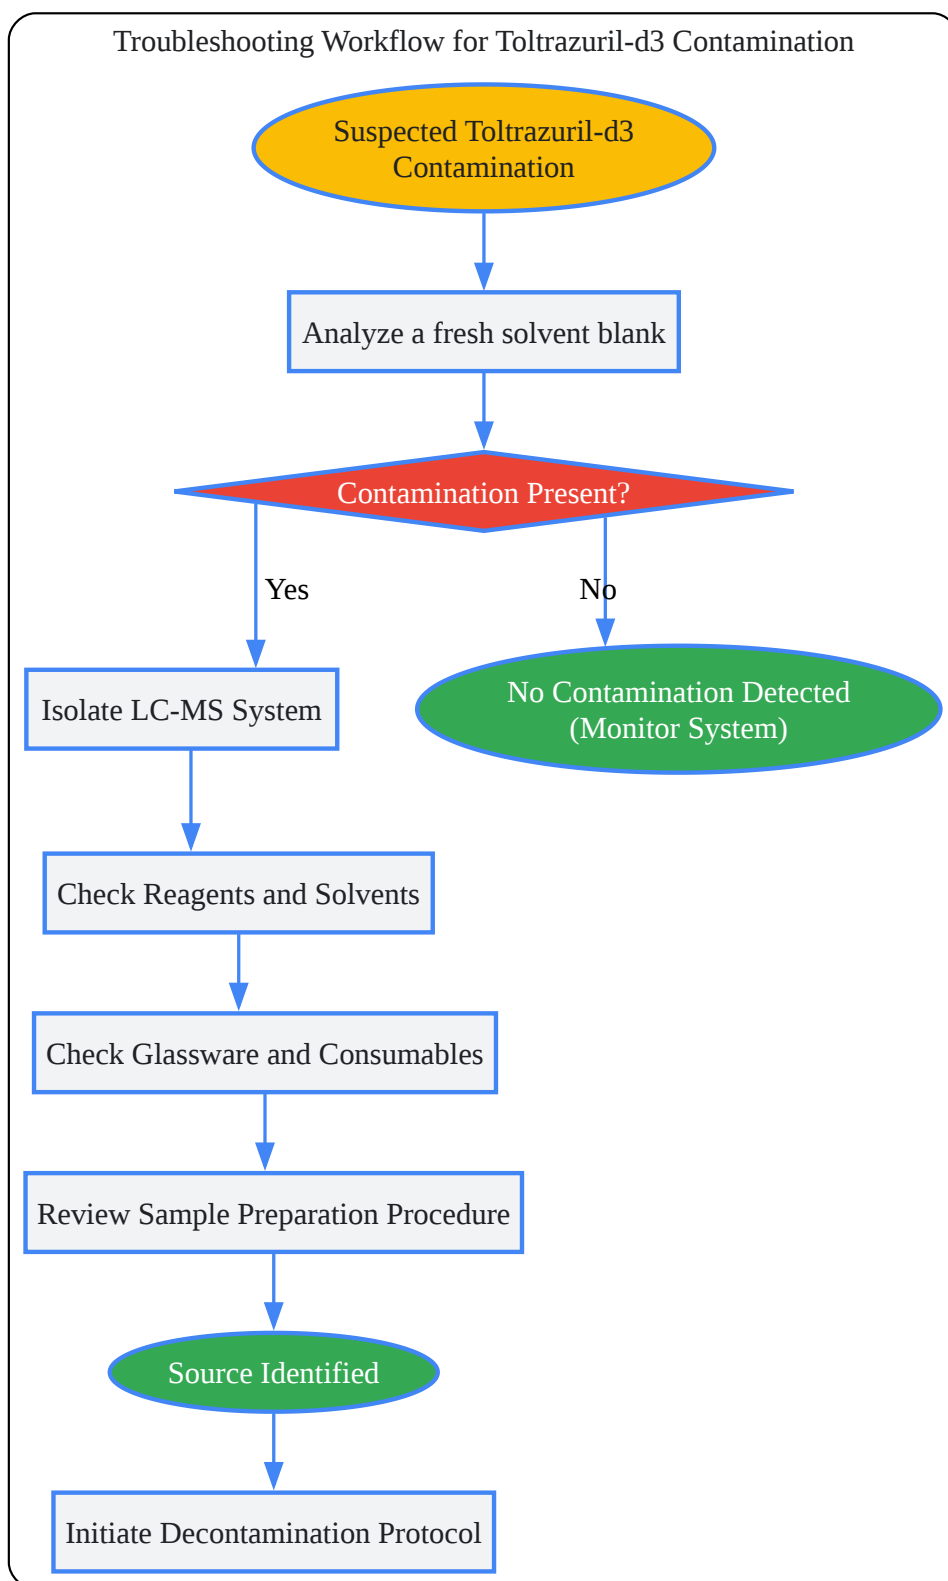 Troubleshooting Workflow for Toltrazuril-d3 Contamination
Suspected Toltrazuril-d3
Contamination
Analyze a fresh solvent blank
Contamination Present?
Yes
No
Isolate LC-MS System
No Contamination Detected
(Monitor System)
Check Reagents and Solvents
Check Glassware and Consumables
Review Sample Preparation Procedure
Source Identified
Initiate Decontamination Protocol